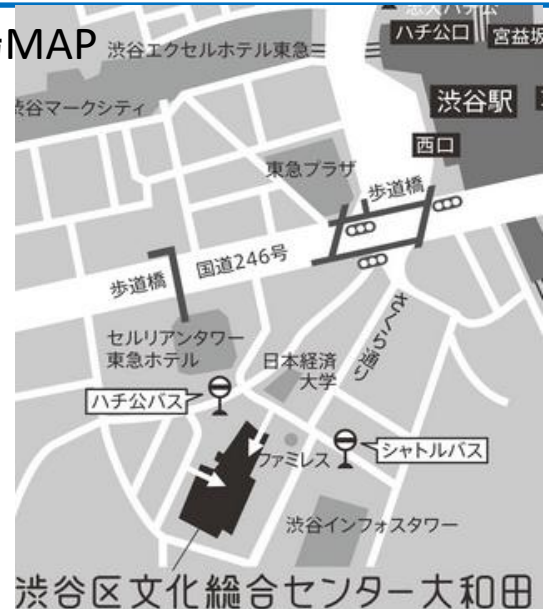 MAP
渋谷エクセルホテル東急
ハチ公口
宮益坂
渋谷マークシティ
渋谷駅
西口
東急プラザ
歩道橋
国道246号
歩道橋
さくら通り
セルリアンタワー
東急ホテル
日本経済
大学
ハチ公バス
ファミレス
シャトルバス
渋谷インフォスタワー
渋谷区文化総合センター大和田